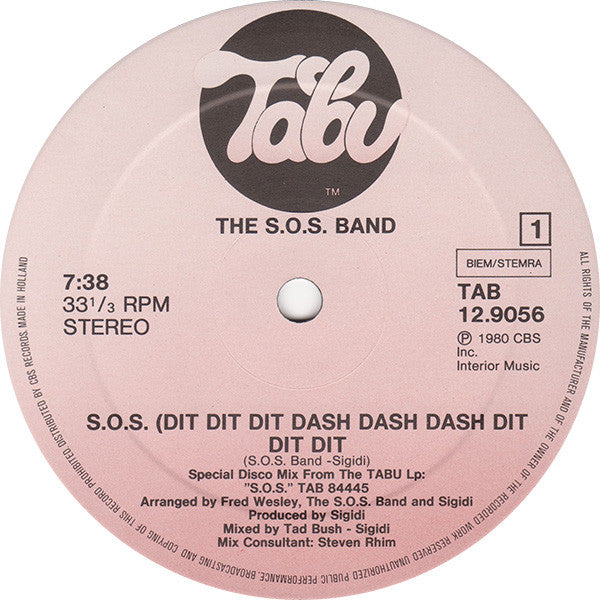 Tabu
TM
THE S.O.S. BAND
1
BIEM/STEMRA
7:38
33¹/₃ RPM
STEREO
TAB
12.9056
℗ 1980 CBS
Inc.
Interior Music
S.O.S. (DIT DIT DIT DASH DASH DASH DIT
DIT DIT
(S.O.S. Band -Sigidi)
Special Disco Mix From The TABU Lp:
"S.O.S." TAB 84445
Arranged by Fred Wesley, The S.O.S. Band and Sigidi
Produced by Sigidi
Mixed by Tad Bush - Sigidi
Mix Consultant: Steven Rhim
ALL RIGHTS OF THE MANUFACTURER AND OF THE OWNER OF THE RECORDED WORK RESERVED UNAUTHORIZED PUBLIC PERFORMANCE, BROADCASTING AND COPYING OF THIS RECORD PROHIBITED DISTRIBUTED BY CBS RECORDS. MADE IN HOLLAND